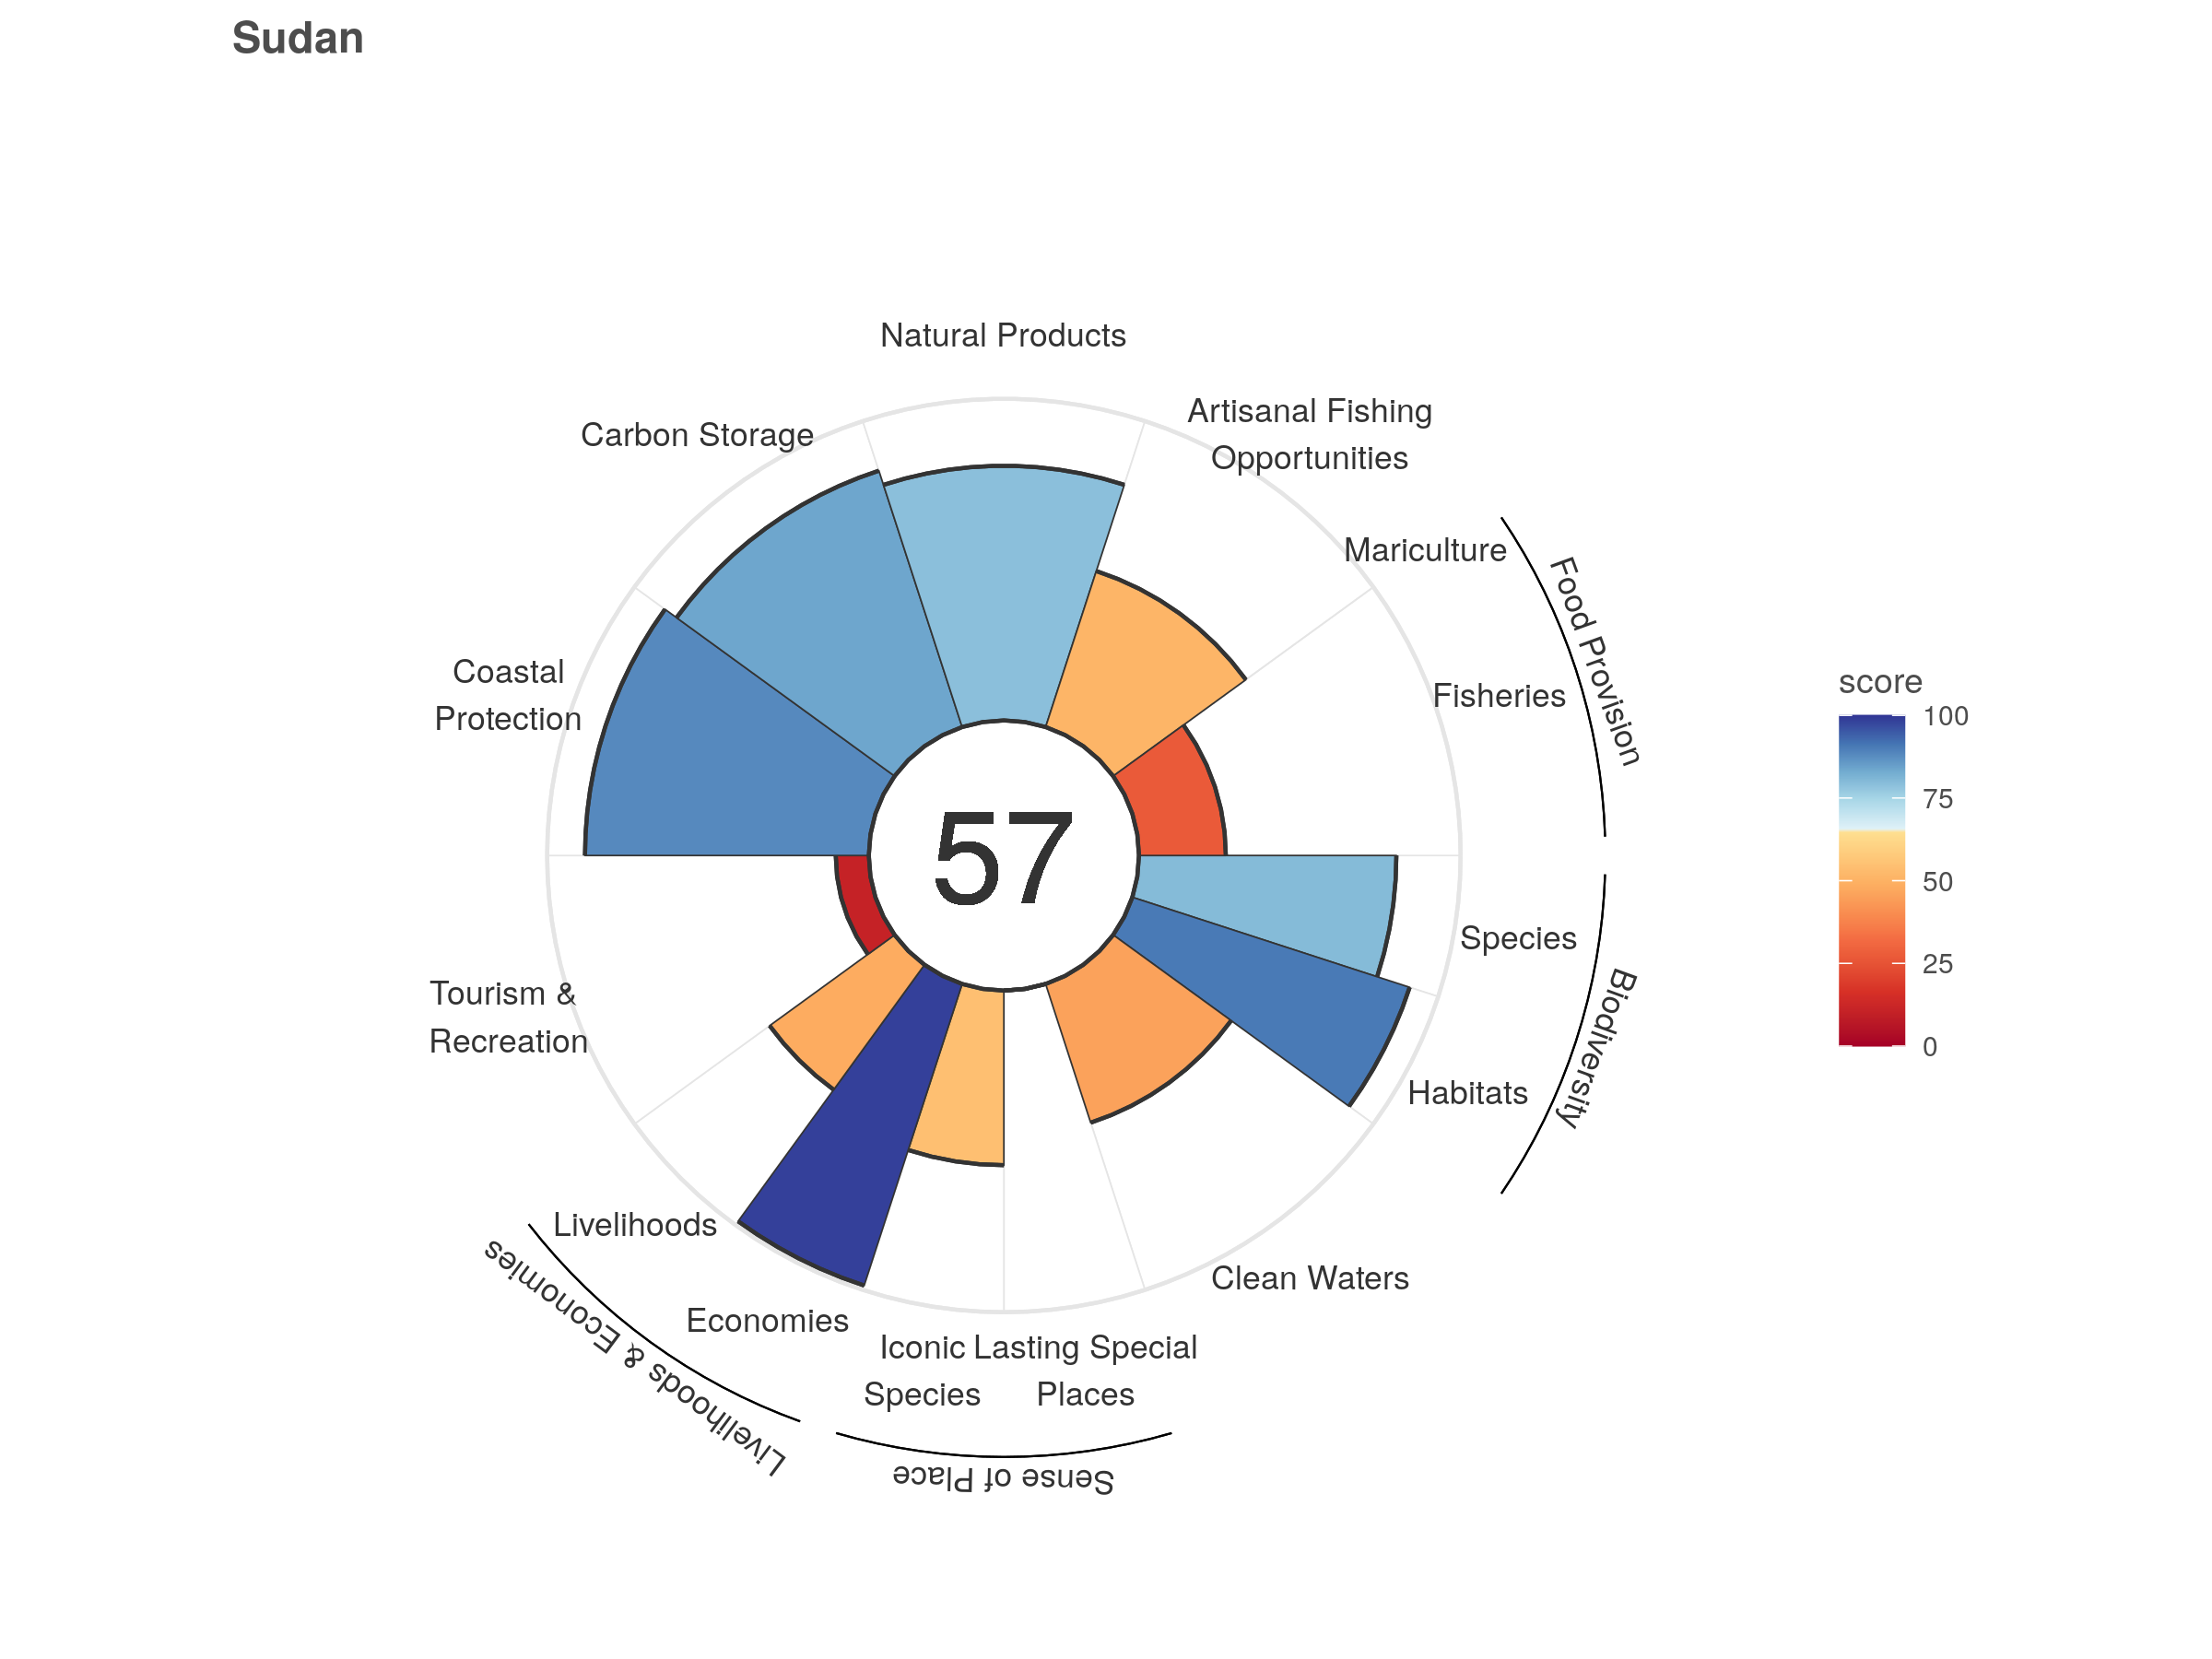 Sudan
Natural Products
Artisanal Fishing
Opportunities
Carbon Storage
Mariculture
Food Provision
Fisheries
Coastal
Protection
score
100
75
50
25
0
57
Species
Biodiversity
Habitats
Tourism &
Recreation
Livelihoods
Livelihoods & Economies
Economies
Clean Waters
Iconic
Species
Lasting Special
Places
Sense of Place